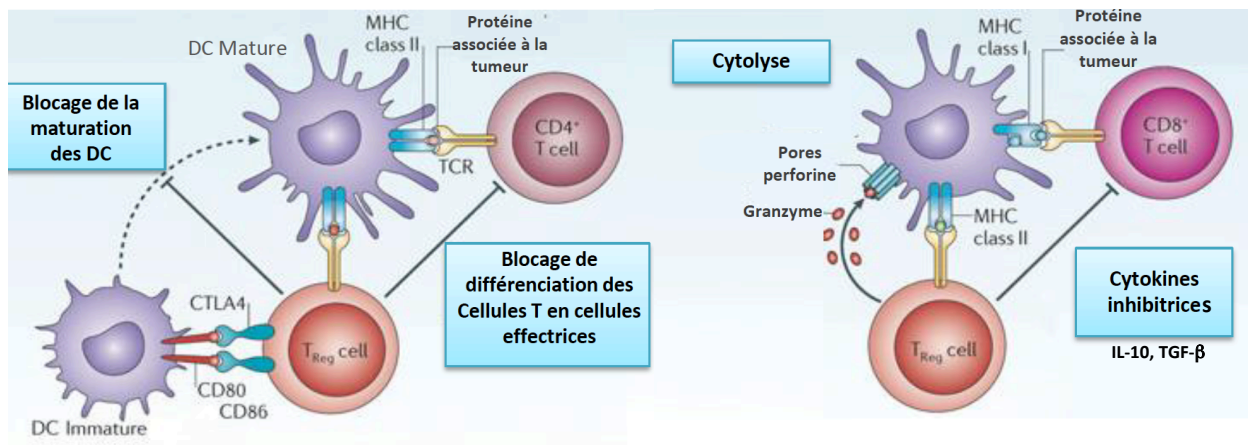 DC Mature
MHC
class II
Protéine
associée à la
tumeur
Blocage de la
maturation
des DC
CD4⁺
T cell
TCR
Blocage de
différenciation des
Cellules T en cellules
effectrices
CTLA4
TReg cell
CD80
CD86
DC Immature
Cytolyse
MHC
class I
Protéine
associée à la
tumeur
CD8⁺
T cell
Pores
perforine
Granzyme
MHC
class II
Cytokines
inhibitrices
IL-10, TGF-β
TReg cell